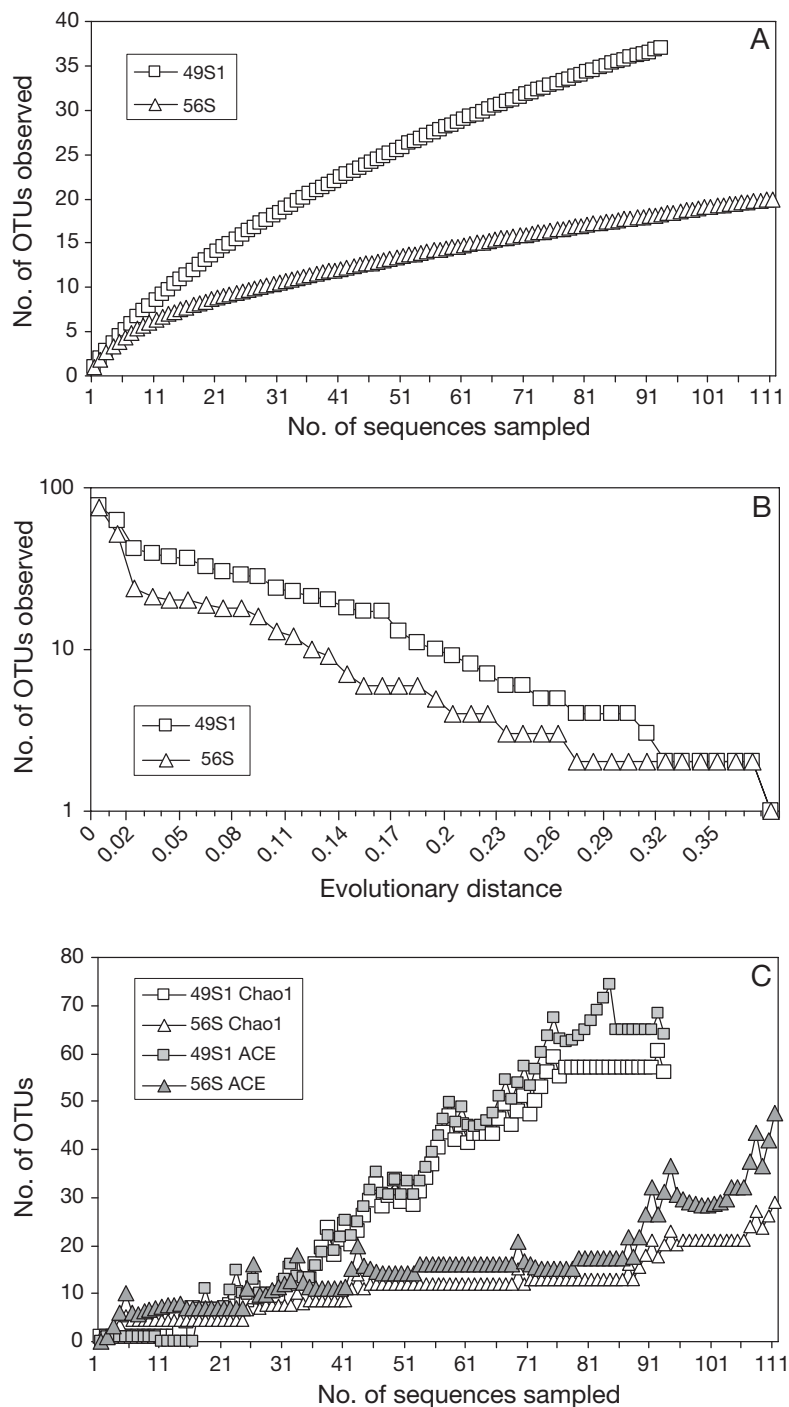 A
No. of OTUs observed
40
35
30
25
20
15
10
5
0
49S1
56S
1 11 21 31 41 51 61 71 81 91 101 111
No. of sequences sampled
B
No. of OTUs observed
100
10
1
49S1
56S
0 0.02 0.05 0.08 0.11 0.14 0.17 0.2 0.23 0.26 0.29 0.32 0.35
Evolutionary distance
C
No. of OTUs
80
70
60
50
40
30
20
10
0
49S1 Chao1
56S Chao1
49S1 ACE
56S ACE
1 11 21 31 41 51 61 71 81 91 101 111
No. of sequences sampled